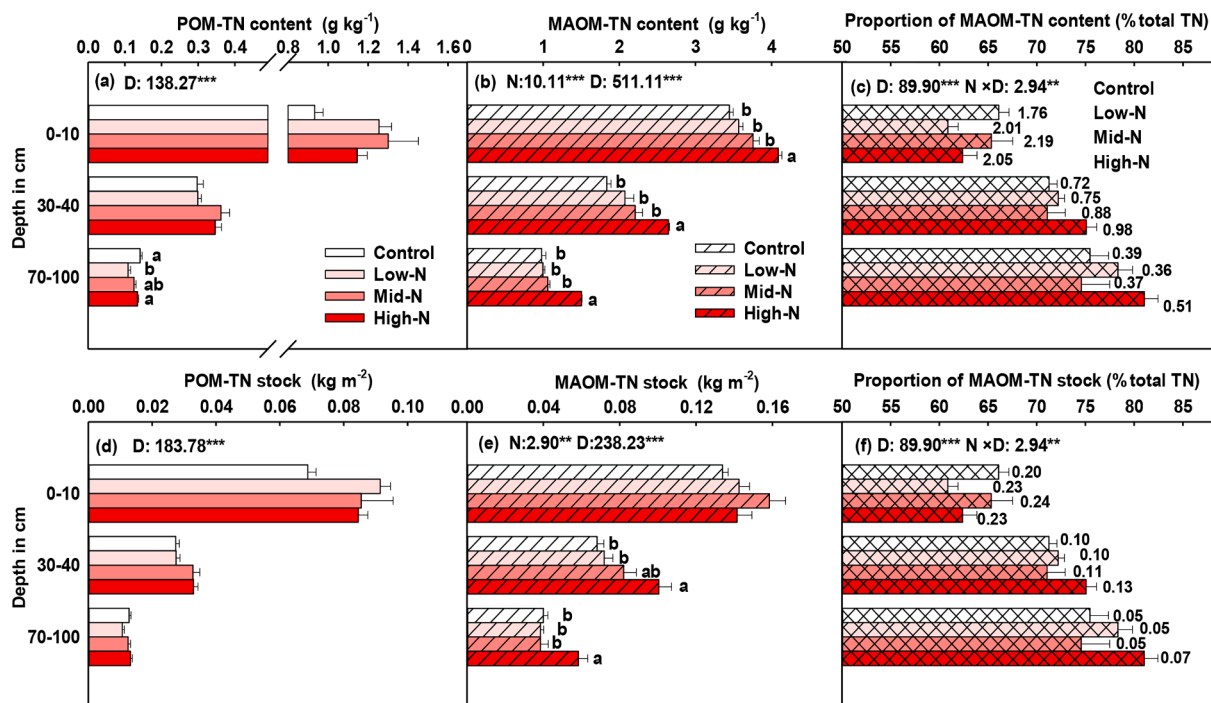 POM-TN content (g kg⁻¹)
MAOM-TN content (g kg⁻¹)
Proportion of MAOM-TN content (% total TN)
0.0 0.1 0.2 0.3 0.4 0.8 1.0 1.2 1.4 1.6
0 1 2 3 4
50 55 60 65 70 75 80 85
(a) D: 138.27***
(b) N:10.11*** D: 511.11***
(c) D: 89.90*** N ×D: 2.94**
Depth in cm
0-10
30-40
70-100
a
b
ab
a
Control
Low-N
Mid-N
High-N
b
b
b
a
b
b
b
a
b
b
b
a
Control
Low-N
Mid-N
High-N
Control
Low-N
Mid-N
High-N
1.76
2.01
2.19
2.05
0.72
0.75
0.88
0.98
0.39
0.36
0.37
0.51
POM-TN stock (kg m⁻²)
MAOM-TN stock (kg m⁻²)
Proportion of MAOM-TN stock (% total TN)
0.00 0.02 0.04 0.06 0.08 0.10
0.00 0.04 0.08 0.12 0.16
50 55 60 65 70 75 80 85
(d) D: 183.78***
(e) N:2.90** D:238.23***
(f) D: 89.90*** N ×D: 2.94**
Depth in cm
0-10
30-40
70-100
b
b
ab
a
b
b
b
a
0.20
0.23
0.24
0.23
0.10
0.10
0.11
0.13
0.05
0.05
0.05
0.07